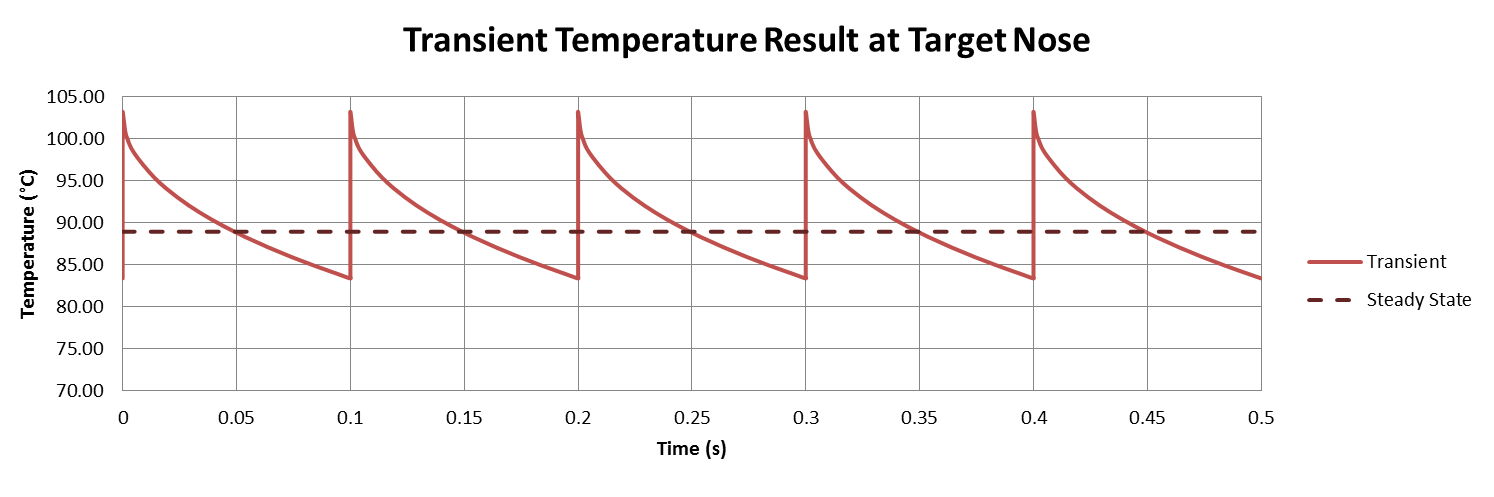 Transient Temperature Result at Target Nose
105.00
100.00
95.00
90.00
85.00
80.00
75.00
70.00
Temperature (°C)
0 0.05 0.1 0.15 0.2 0.25 0.3 0.35 0.4 0.45 0.5
Time (s)
Transient
Steady State